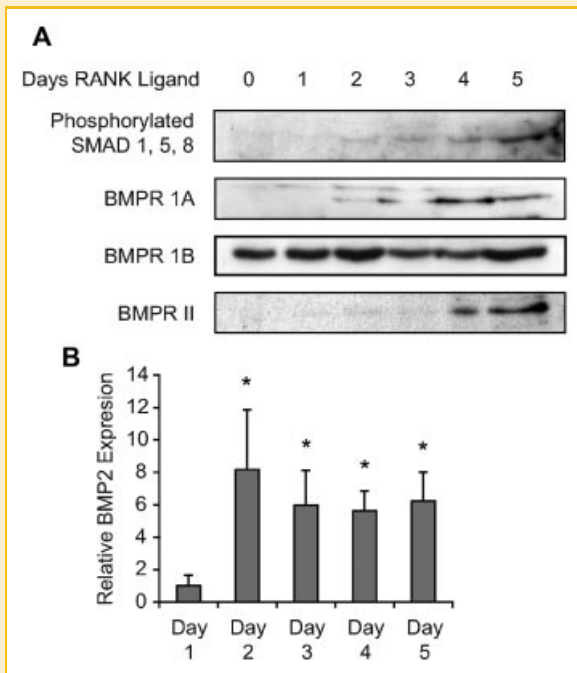 A
Days RANK Ligand 0 1 2 3 4 5
Phosphorylated
SMAD 1, 5, 8
BMPR 1A
BMPR 1B
BMPR II
B
Relative BMP2 Expresion
14
12
10
8
6
4
2
0
* * * * 
Day Day Day Day Day
1 2 3 4 5